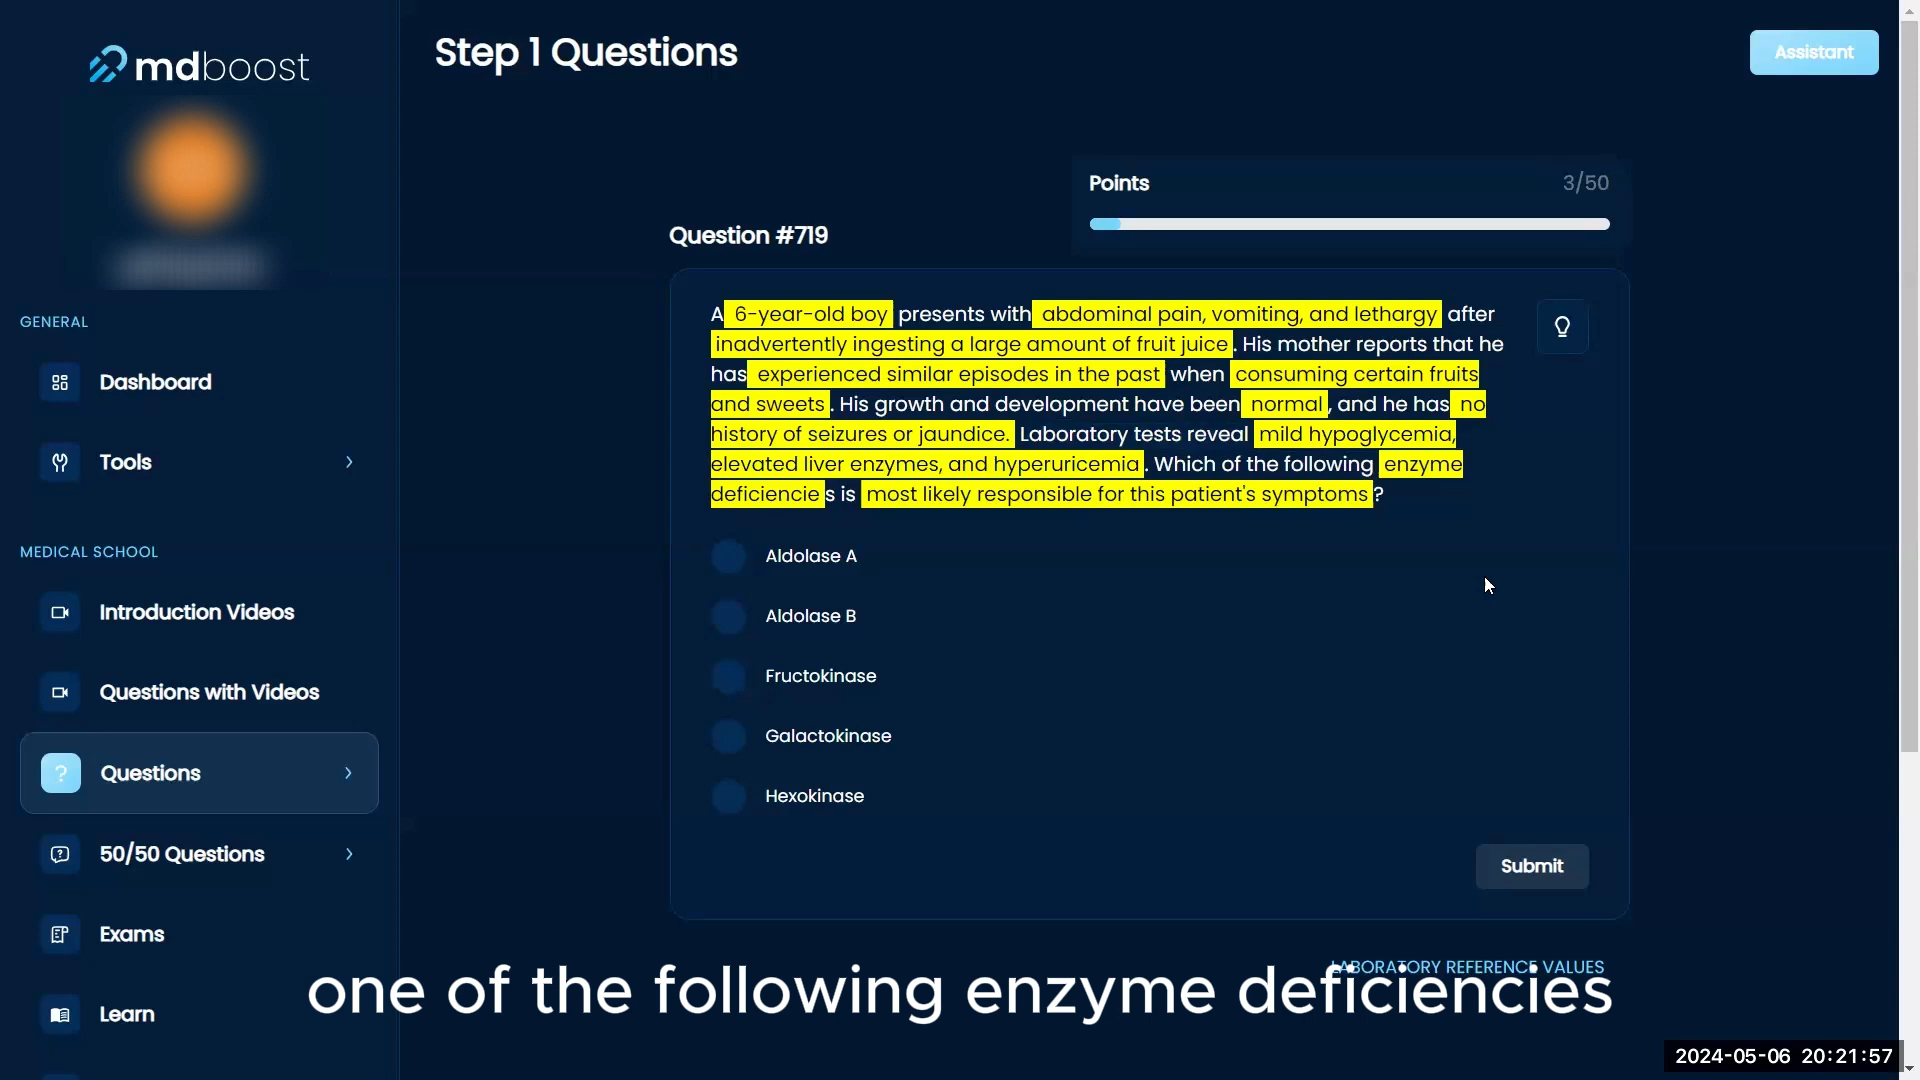 mdboost
Step 1 Questions
Assistant
Points
3/50
Question #719
GENERAL
Dashboard
Tools
MEDICAL SCHOOL
Introduction Videos
Questions with Videos
Questions
50/50 Questions
Exams
Learn
A 6-year-old boy presents with abdominal pain, vomiting, and lethargy after
inadvertently ingesting a large amount of fruit juice. His mother reports that he
has experienced similar episodes in the past when consuming certain fruits
and sweets. His growth and development have been normal, and he has no
history of seizures or jaundice. Laboratory tests reveal mild hypoglycemia,
elevated liver enzymes, and hyperuricemia. Which of the following enzyme
deficiencies is most likely responsible for this patient's symptoms?
Aldolase A
Aldolase B
Fructokinase
Galactokinase
Hexokinase
Submit
LABORATORY REFERENCE VALUES
one of the following enzyme deficiencies
2024-05-06 20:21:57